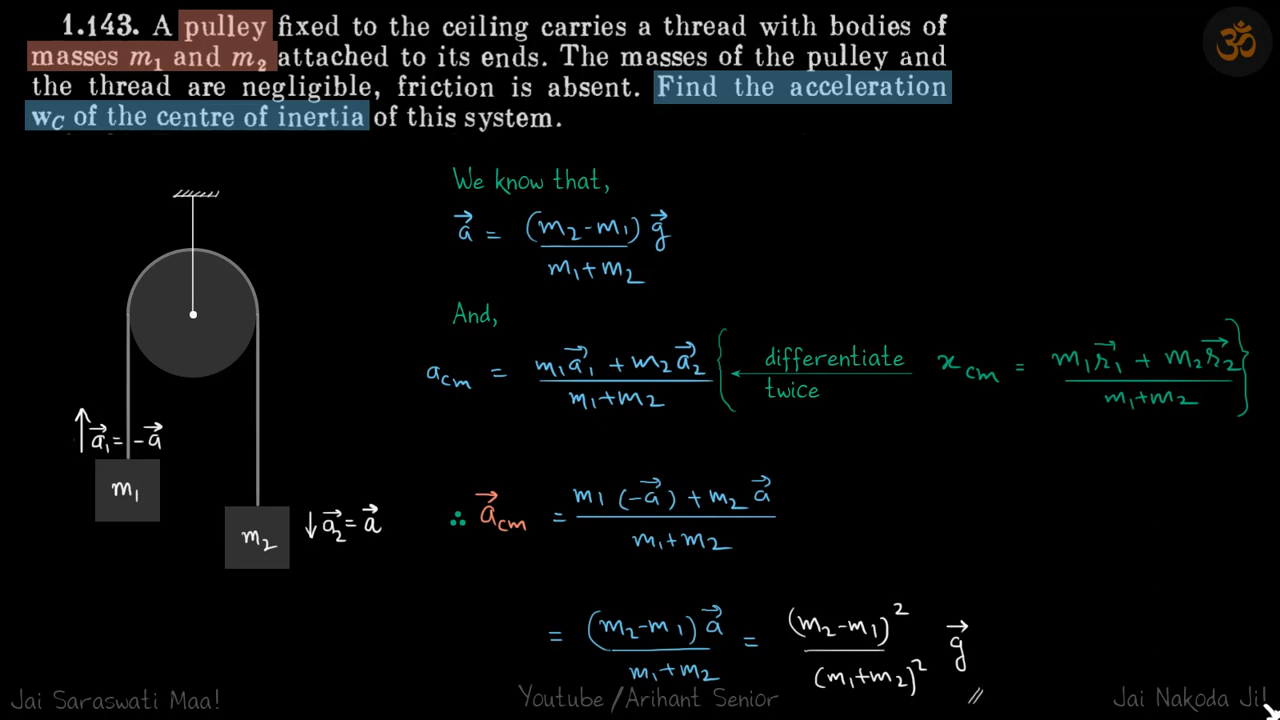 1.143. A pulley fixed to the ceiling carries a thread with bodies of
masses m₁ and m₂ attached to its ends. The masses of the pulley and
the thread are negligible, friction is absent. Find the acceleration
w_C of the centre of inertia of this system.
ॐ
We know that,
a⃗ = (m₂-m₁) g⃗ / m₁+m₂
And,
a_cm = m₁a⃗₁ + m₂a⃗₂ / m₁+m₂ { ← differentiate twice x_cm = m₁r⃗₁ + m₂r⃗₂ / m₁+m₂ }
↑ a⃗₁ = -a⃗
m₁
m₂ ↓ a⃗₂ = a⃗
∴ a⃗_cm = m₁(-a⃗) + m₂ a⃗ / m₁+m₂
= (m₂-m₁) a⃗ / m₁+m₂ = (m₂-m₁)² / (m₁+m₂)² g⃗ //
Jai Saraswati Maa! Youtube/Arihant Senior Jai Nakoda Ji!